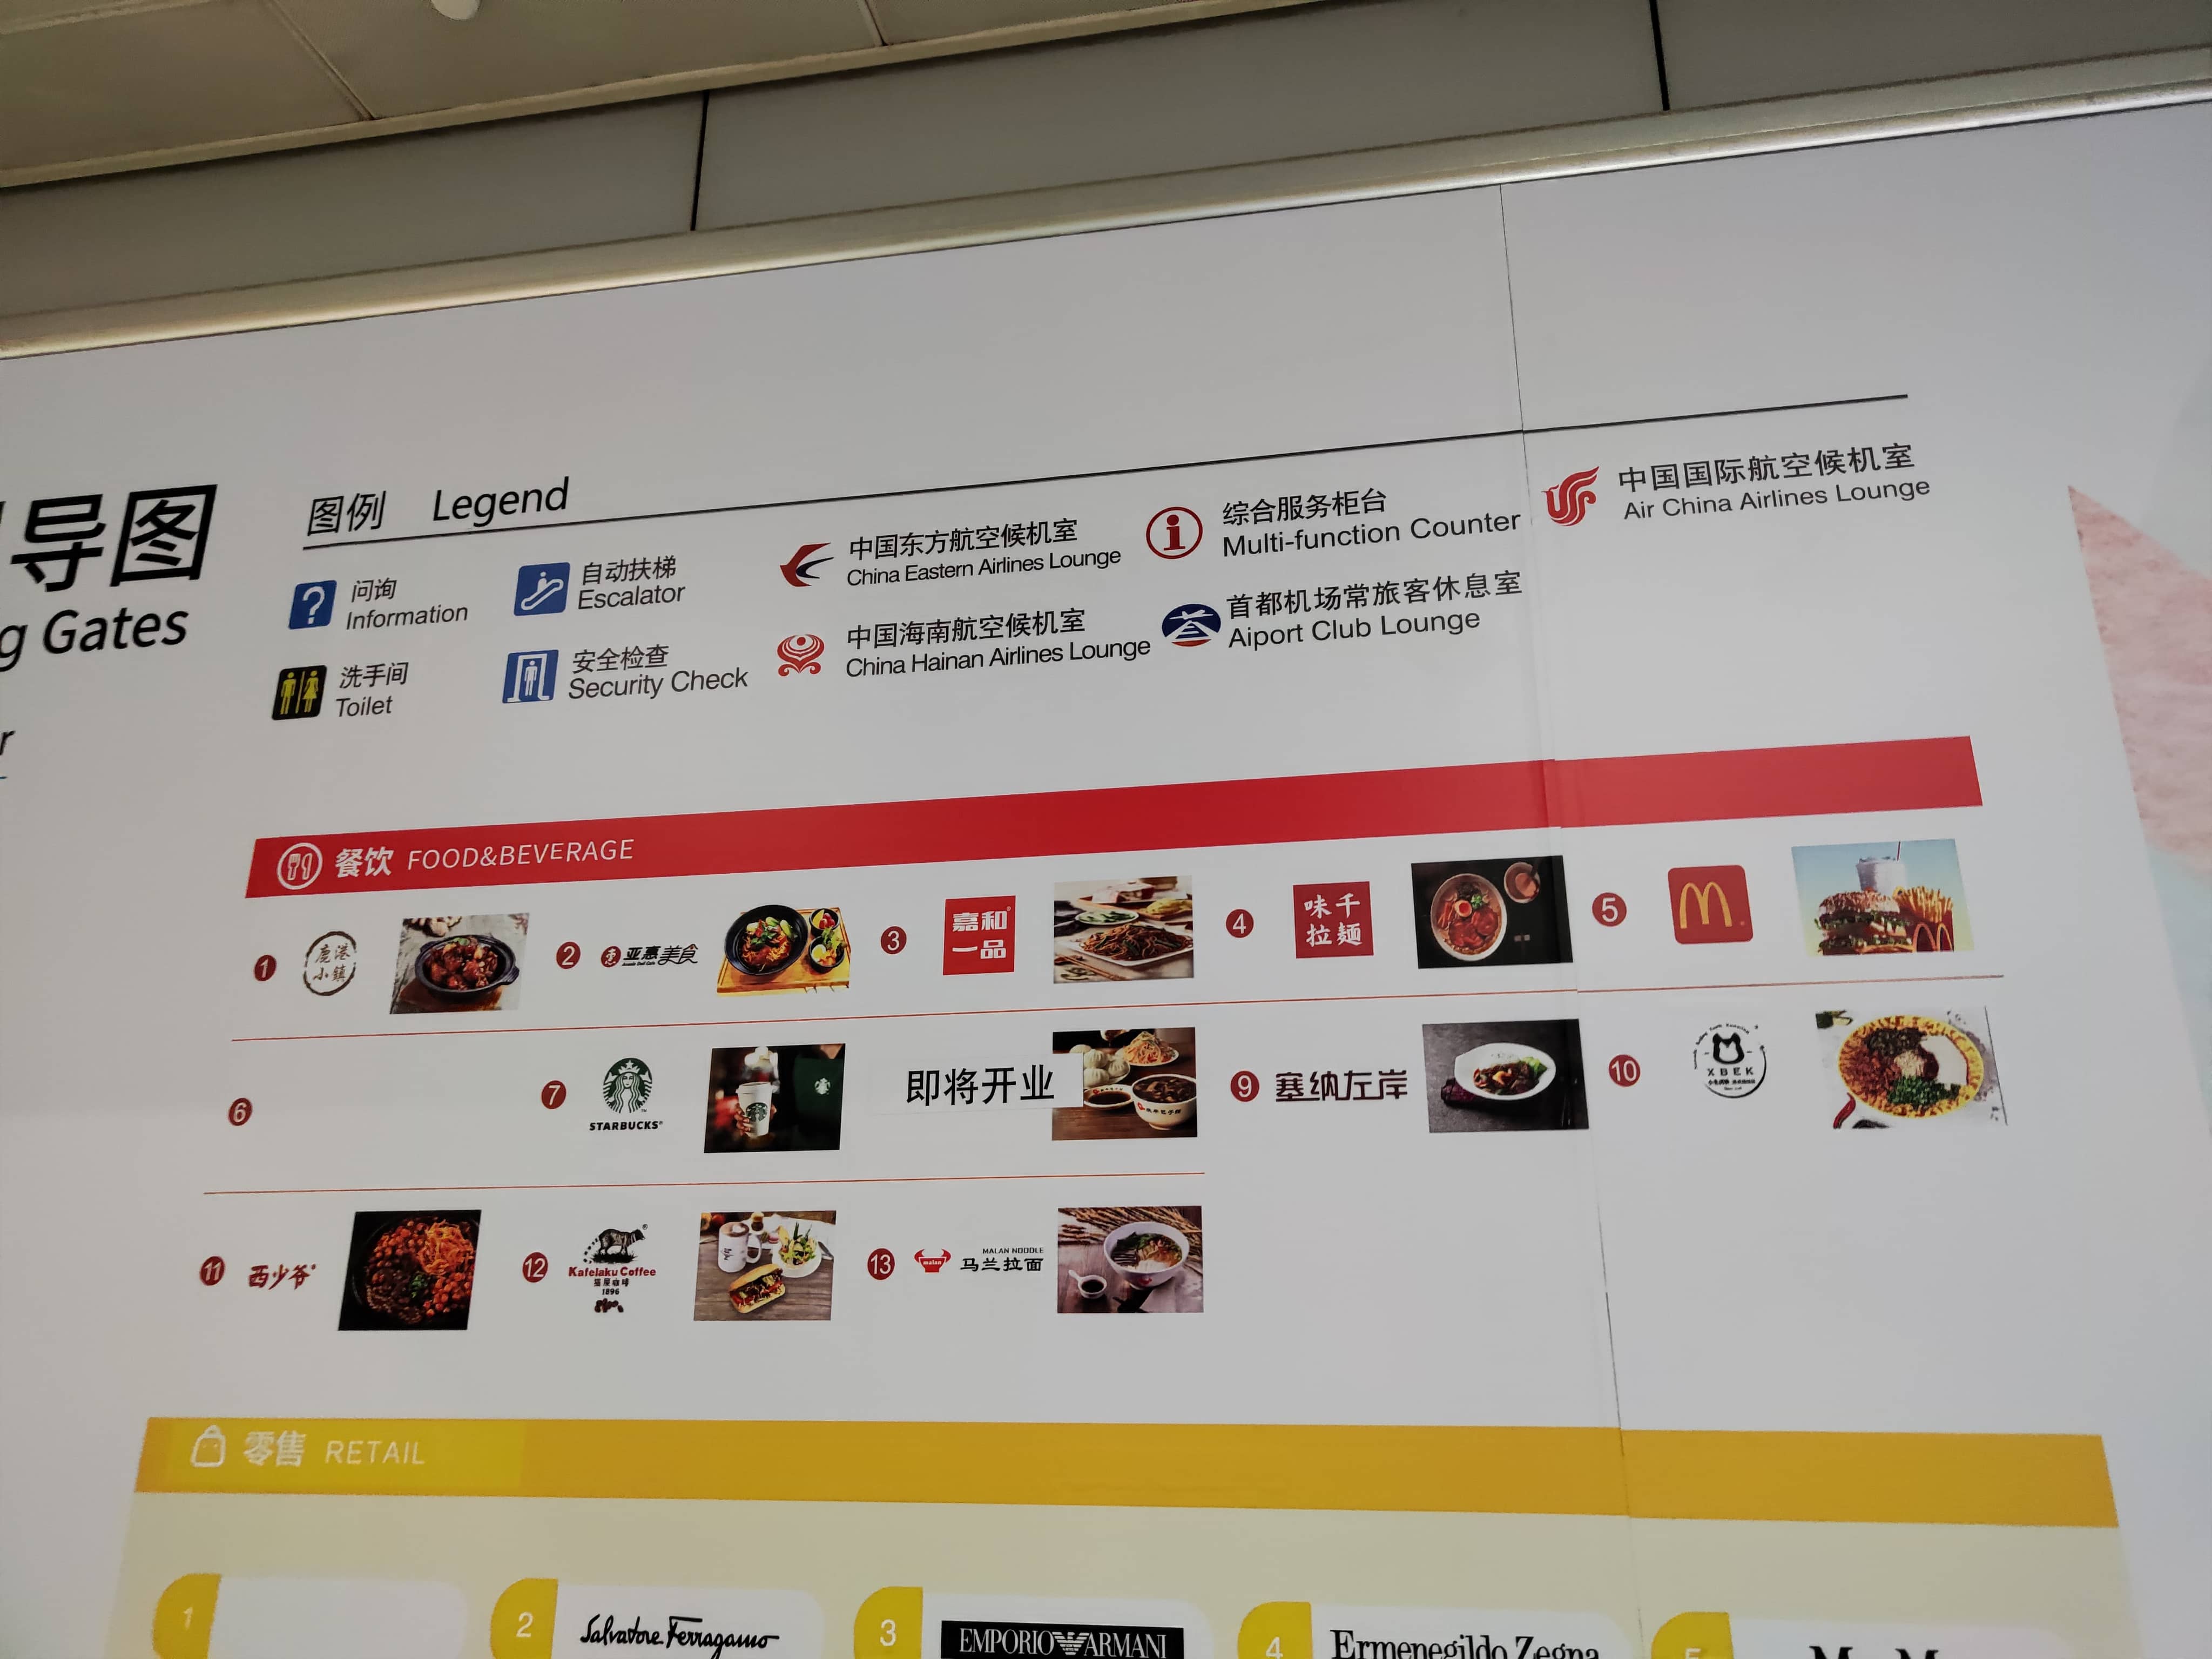 导图
g Gates
r
图例 Legend
问询
Information
自动扶梯
Escalator
中国东方航空候机室
China Eastern Airlines Lounge
综合服务柜台
Multi-function Counter
中国国际航空候机室
Air China Airlines Lounge
洗手间
Toilet
安全检查
Security Check
中国海南航空候机室
China Hainan Airlines Lounge
首都机场常旅客休息室
Aiport Club Lounge
餐饮 FOOD&BEVERAGE
1 鹿港
小镇
2 亚惠美食
3 嘉和
一品
4 味千
拉麵
5
6
7 STARBUCKS
即将开业
9 塞纳左岸
10 XBEK
11 西少爷
12 Kafelaku Coffee
猫屎咖啡
1896
13 malan
MALAN NOODLE
马兰拉面
零售 RETAIL
1
2 Salvatore Ferragamo
3 EMPORIO ARMANI
4 Ermenegildo Zegna
5 M M